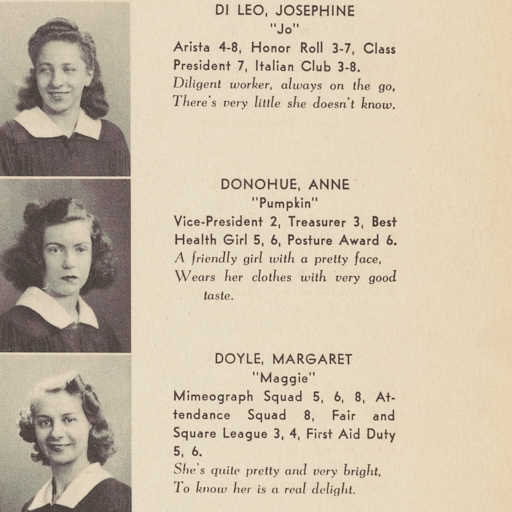 DI LEO, JOSEPHINE
"Jo"
Arista 4-8, Honor Roll 3-7, Class
President 7, Italian Club 3-8.
Diligent worker, always on the go,
There's very little she doesn't know.
DONOHUE, ANNE
"Pumpkin"
Vice-President 2, Treasurer 3, Best
Health Girl 5, 6, Posture Award 6.
A friendly girl with a pretty face,
Wears her clothes with very good
taste.
DOYLE, MARGARET
"Maggie"
Mimeograph Squad 5, 6, 8, At-
tendance Squad 8, Fair and
Square League 3, 4, First Aid Duty
5, 6.
She's quite pretty and very bright,
To know her is a real delight.